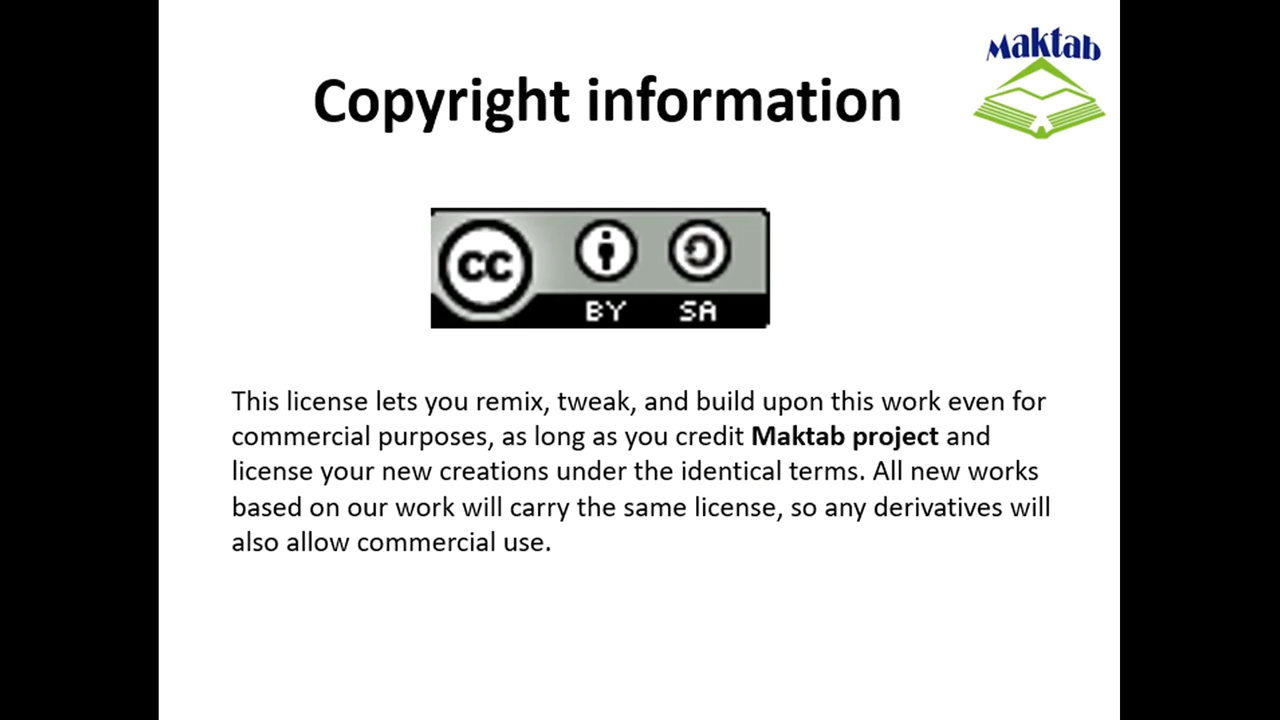 Maktab
Copyright information
CC
BY SA
This license lets you remix, tweak, and build upon this work even for
commercial purposes, as long as you credit Maktab project and
license your new creations under the identical terms. All new works
based on our work will carry the same license, so any derivatives will
also allow commercial use.